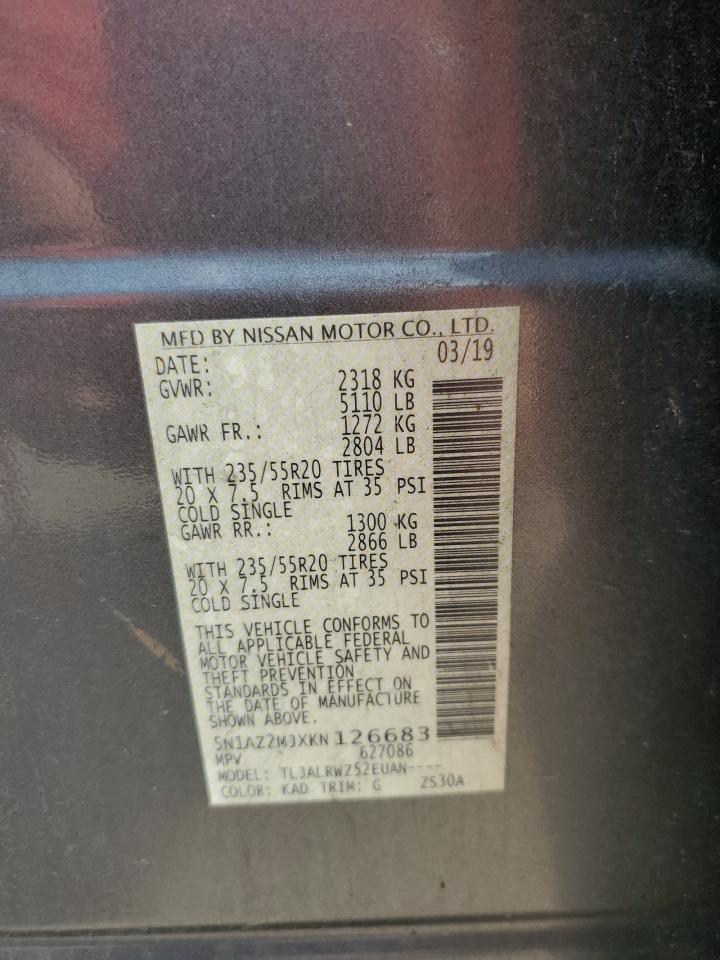 MFD BY NISSAN MOTOR CO., LTD.
DATE: 03/19
GVWR: 2318 KG
5110 LB
GAWR FR.: 1272 KG
2804 LB
WITH 235/55R20 TIRES
20 X 7.5 RIMS AT 35 PSI
COLD SINGLE
GAWR RR.: 1300 KG
2866 LB
WITH 235/55R20 TIRES
20 X 7.5 RIMS AT 35 PSI
COLD SINGLE
THIS VEHICLE CONFORMS TO
ALL APPLICABLE FEDERAL
MOTOR VEHICLE SAFETY AND
THEFT PREVENTION
STANDARDS IN EFFECT ON
THE DATE OF MANUFACTURE
SHOWN ABOVE.
5N1AZ2MJXKN126683
MPV 627086
MODEL: TLJALRWZ52EUAN----
COLOR: KAD TRIM: G ZS30A